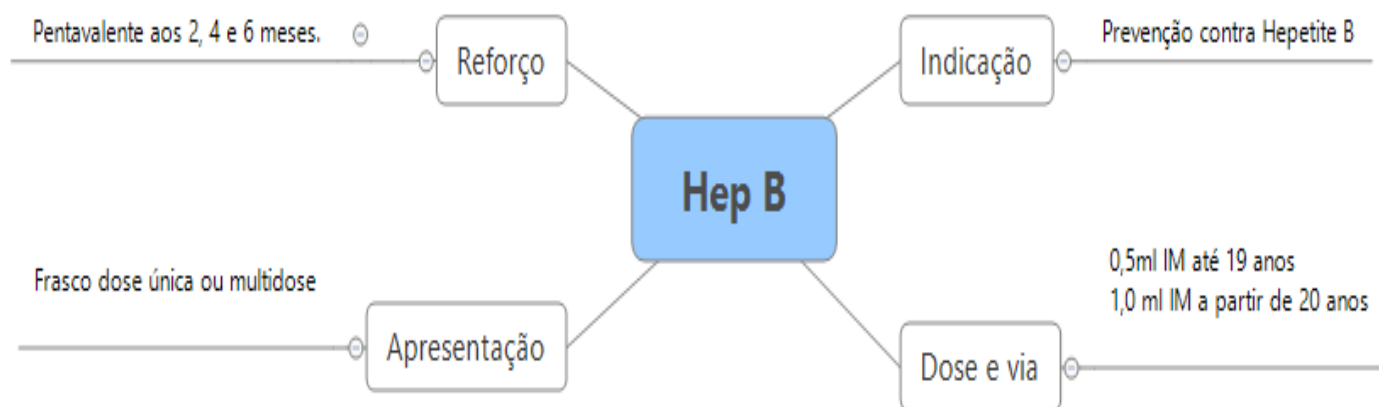 Pentavalente aos 2, 4 e 6 meses.
Reforço
Indicação
Prevenção contra Hepetite B
Hep B
Frasco dose única ou multidose
Apresentação
Dose e via
0,5ml IM até 19 anos
1,0 ml IM a partir de 20 anos